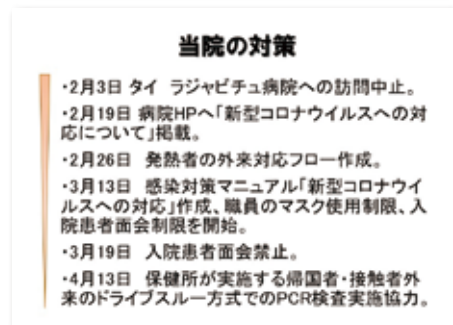 当院の対策
・2月3日 タイ ラジャビチュ病院への訪問中止。
・2月19日 病院HPへ「新型コロナウイルスへの対
応について」掲載。
・2月26日 発熱者の外来対応フロー作成。
・3月13日 感染対策マニュアル「新型コロナウイ
ルスへの対応」作成、職員のマスク使用制限、入
院患者面会制限を開始。
・3月19日 入院患者面会禁止。
・4月13日 保健所が実施する帰国者・接触者外
来のドライブスルー方式でのPCR検査実施協力。